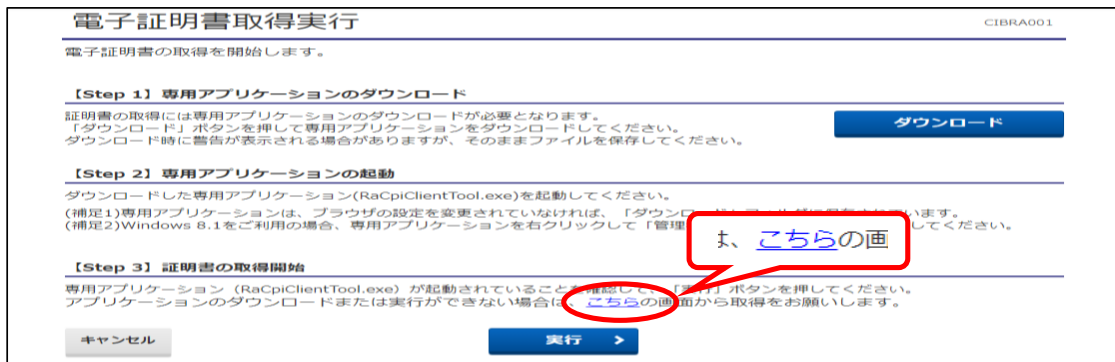 電子証明書取得実行
CIBRA001
電子証明書の取得を開始します。
【Step 1】専用アプリケーションのダウンロード
証明書の取得には専用アプリケーションのダウンロードが必要となります。
「ダウンロード」ボタンを押して専用アプリケーションをダウンロードしてください。
ダウンロード時に警告が表示される場合がありますが、そのままファイルを保存してください。
ダウンロード
【Step 2】専用アプリケーションの起動
ダウンロードした専用アプリケーション(RaCpiClientTool.exe)を起動してください。
(補足1)専用アプリケーションは、ブラウザの設定を変更されていなければ、「ダウンロード
います。
(補足2)Windows 8.1をご利用の場合、専用アプリケーションを右クリックして「管理
してください。
は、こちらの画
【Step 3】証明書の取得開始
専用アプリケーション（RaCpiClientTool.exe）が起動されていることを確認して、「実行」ボタンを押してください。
アプリケーションのダウンロードまたは実行ができない場合は、こちらの画面から取得をお願いします。
キャンセル
実行 >